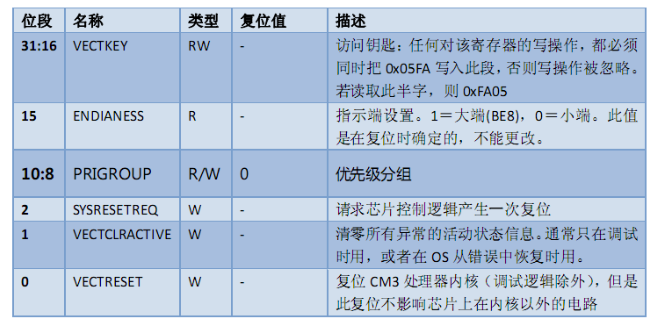 位段 名称 类型 复位值 描述
31:16 VECTKEY RW - 访问钥匙：任何对该寄存器的写操作，都必须
同时把 0x05FA 写入此段，否则写操作被忽略。
若读取此半字，则 0xFA05
15 ENDIANESS R - 指示端设置。1＝大端(BE8)，0＝小端。此值
是在复位时确定的，不能更改。
10:8 PRIGROUP R/W 0 优先级分组
2 SYSRESETREQ W - 请求芯片控制逻辑产生一次复位
1 VECTCLRACTIVE W - 清零所有异常的活动状态信息。通常只在调试
时用，或者在 OS 从错误中恢复时用。
0 VECTRESET W - 复位 CM3 处理器内核（调试逻辑除外），但是
此复位不影响芯片上在内核以外的电路